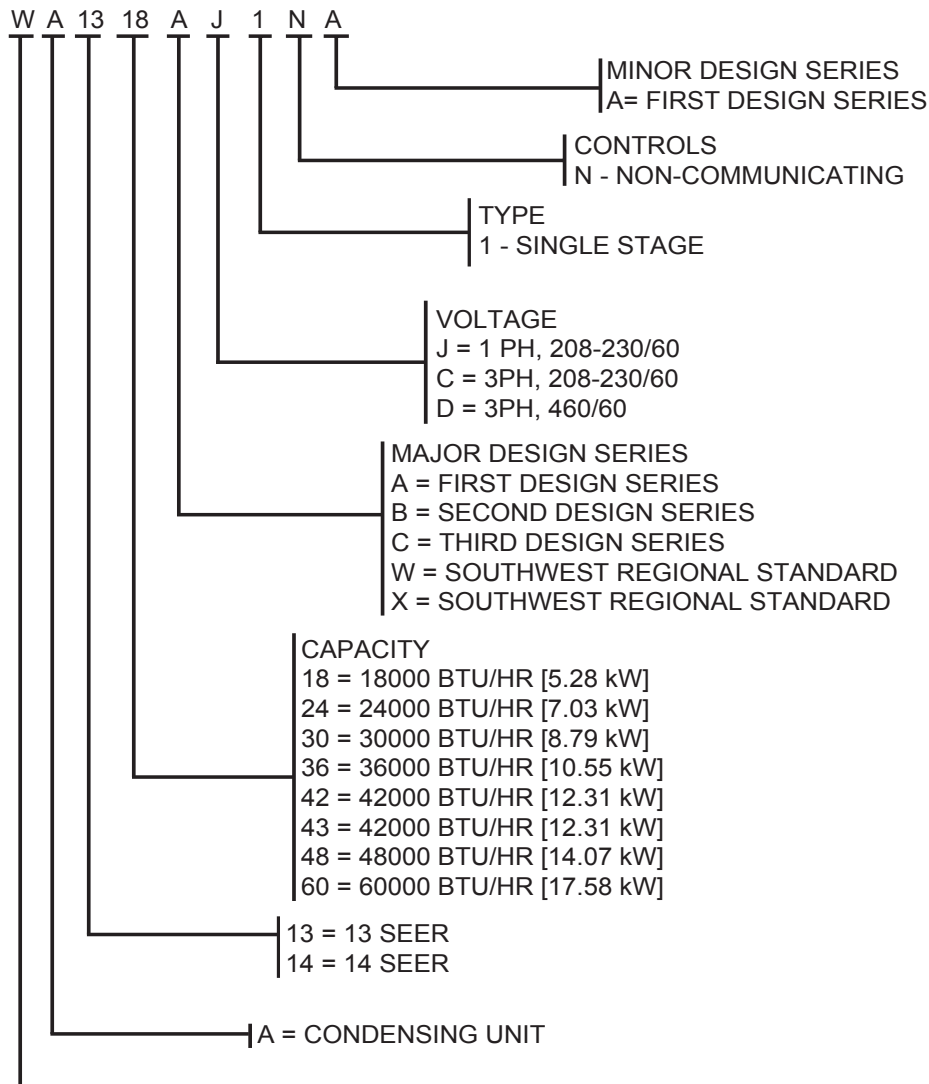 W A 13 18 A J 1 N A
MINOR DESIGN SERIES
A= FIRST DESIGN SERIES
CONTROLS
N - NON-COMMUNICATING
TYPE
1 - SINGLE STAGE
VOLTAGE
J = 1 PH, 208-230/60
C = 3PH, 208-230/60
D = 3PH, 460/60
MAJOR DESIGN SERIES
A = FIRST DESIGN SERIES
B = SECOND DESIGN SERIES
C = THIRD DESIGN SERIES
W = SOUTHWEST REGIONAL STANDARD
X = SOUTHWEST REGIONAL STANDARD
CAPACITY
18 = 18000 BTU/HR [5.28 kW]
24 = 24000 BTU/HR [7.03 kW]
30 = 30000 BTU/HR [8.79 kW]
36 = 36000 BTU/HR [10.55 kW]
42 = 42000 BTU/HR [12.31 kW]
43 = 42000 BTU/HR [12.31 kW]
48 = 48000 BTU/HR [14.07 kW]
60 = 60000 BTU/HR [17.58 kW]
13 = 13 SEER
14 = 14 SEER
A = CONDENSING UNIT